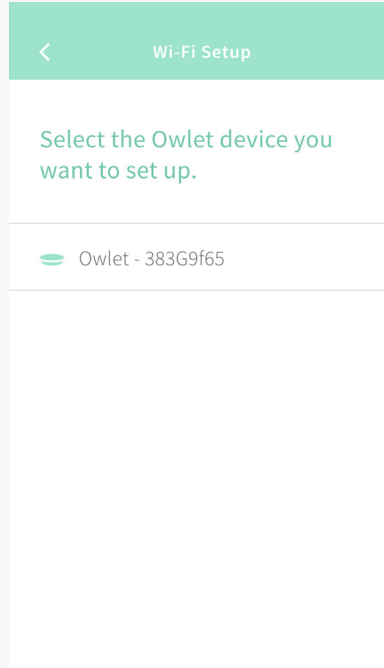 Wi-Fi Setup
Select the Owlet device you
want to set up.
Owlet - 383G9f65